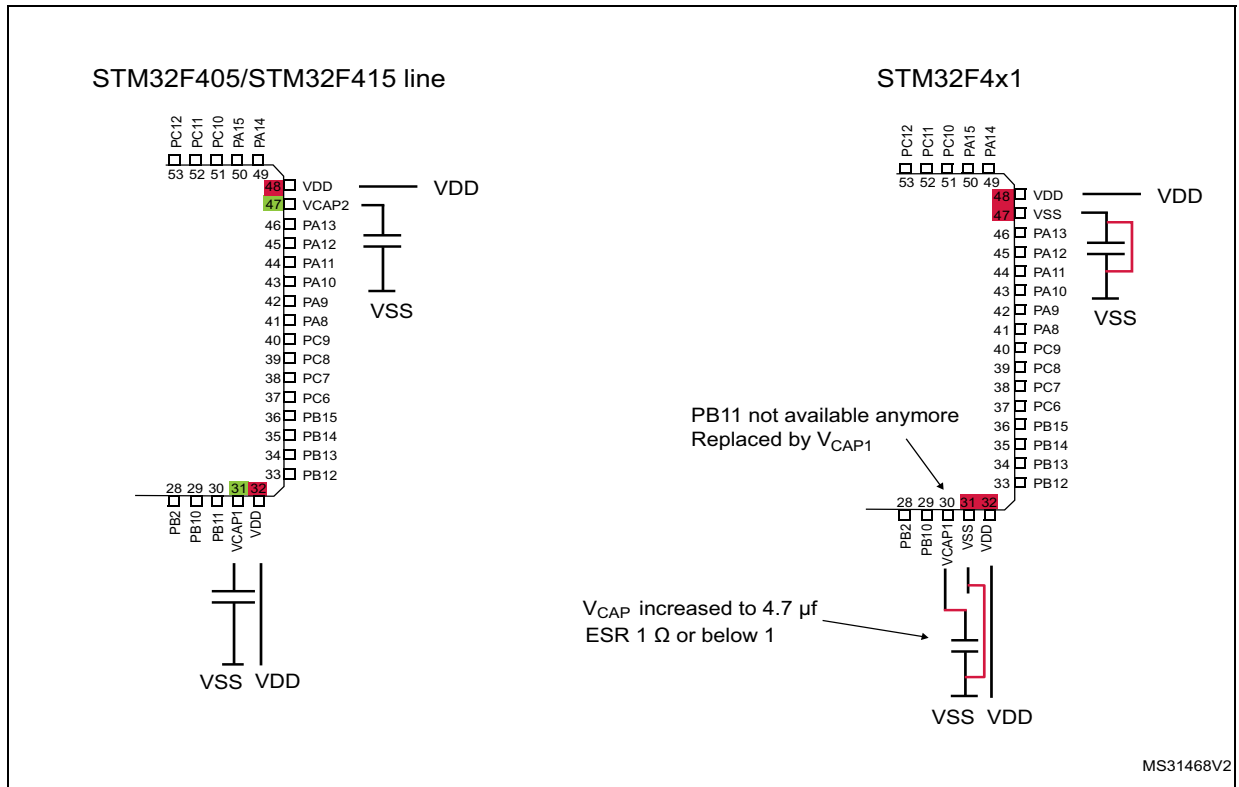 STM32F405/STM32F415 line
PC12 PC11 PC10 PA15 PA14
53 52 51 50 49
48 VDD VDD
47 VCAP2
46 PA13
45 PA12
44 PA11
43 PA10
42 PA9
VSS
41 PA8
40 PC9
39 PC8
38 PC7
37 PC6
36 PB15
35 PB14
34 PB13
33 PB12
28 29 30 31 32
PB2 PB10 PB11 VCAP1 VDD
VSS VDD
STM32F4x1
PC12 PC11 PC10 PA15 PA14
53 52 51 50 49
48 VDD VDD
47 VSS
46 PA13
45 PA12
44 PA11
43 PA10
42 PA9
VSS
41 PA8
40 PC9
39 PC8
38 PC7
37 PC6
36 PB15
35 PB14
34 PB13
33 PB12
PB11 not available anymore
Replaced by VCAP1
28 29 30 31 32
PB2 PB10 VCAP1 VSS VDD
VCAP increased to 4.7 µf
ESR 1 Ω or below 1
VSS VDD
MS31468V2